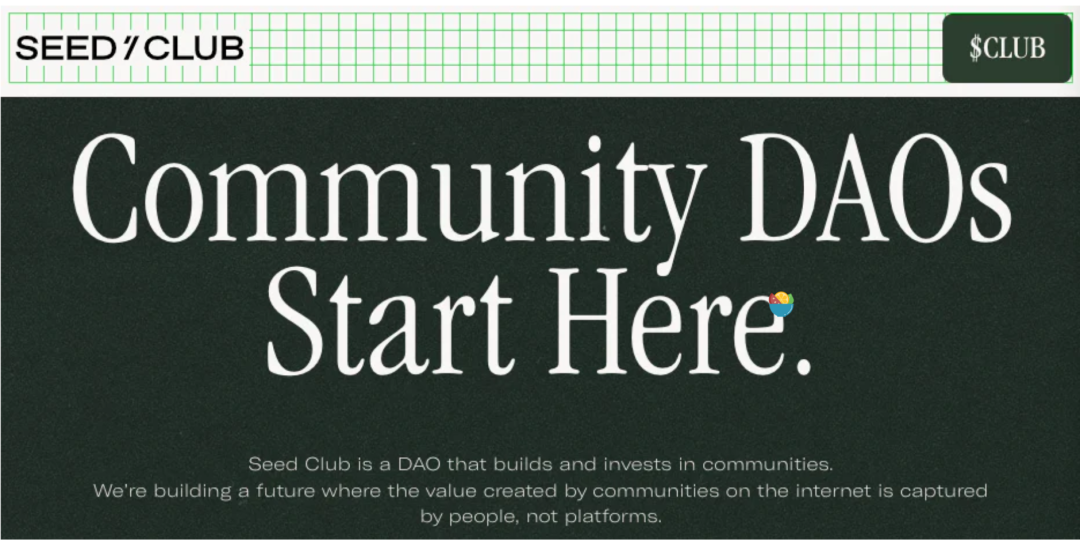 SEED CLUB
$CLUB
Community DAOs
Start Here.
Seed Club is a DAO that builds and invests in communities.
We're building a future where the value created by communities on the internet is captured
by people, not platforms.